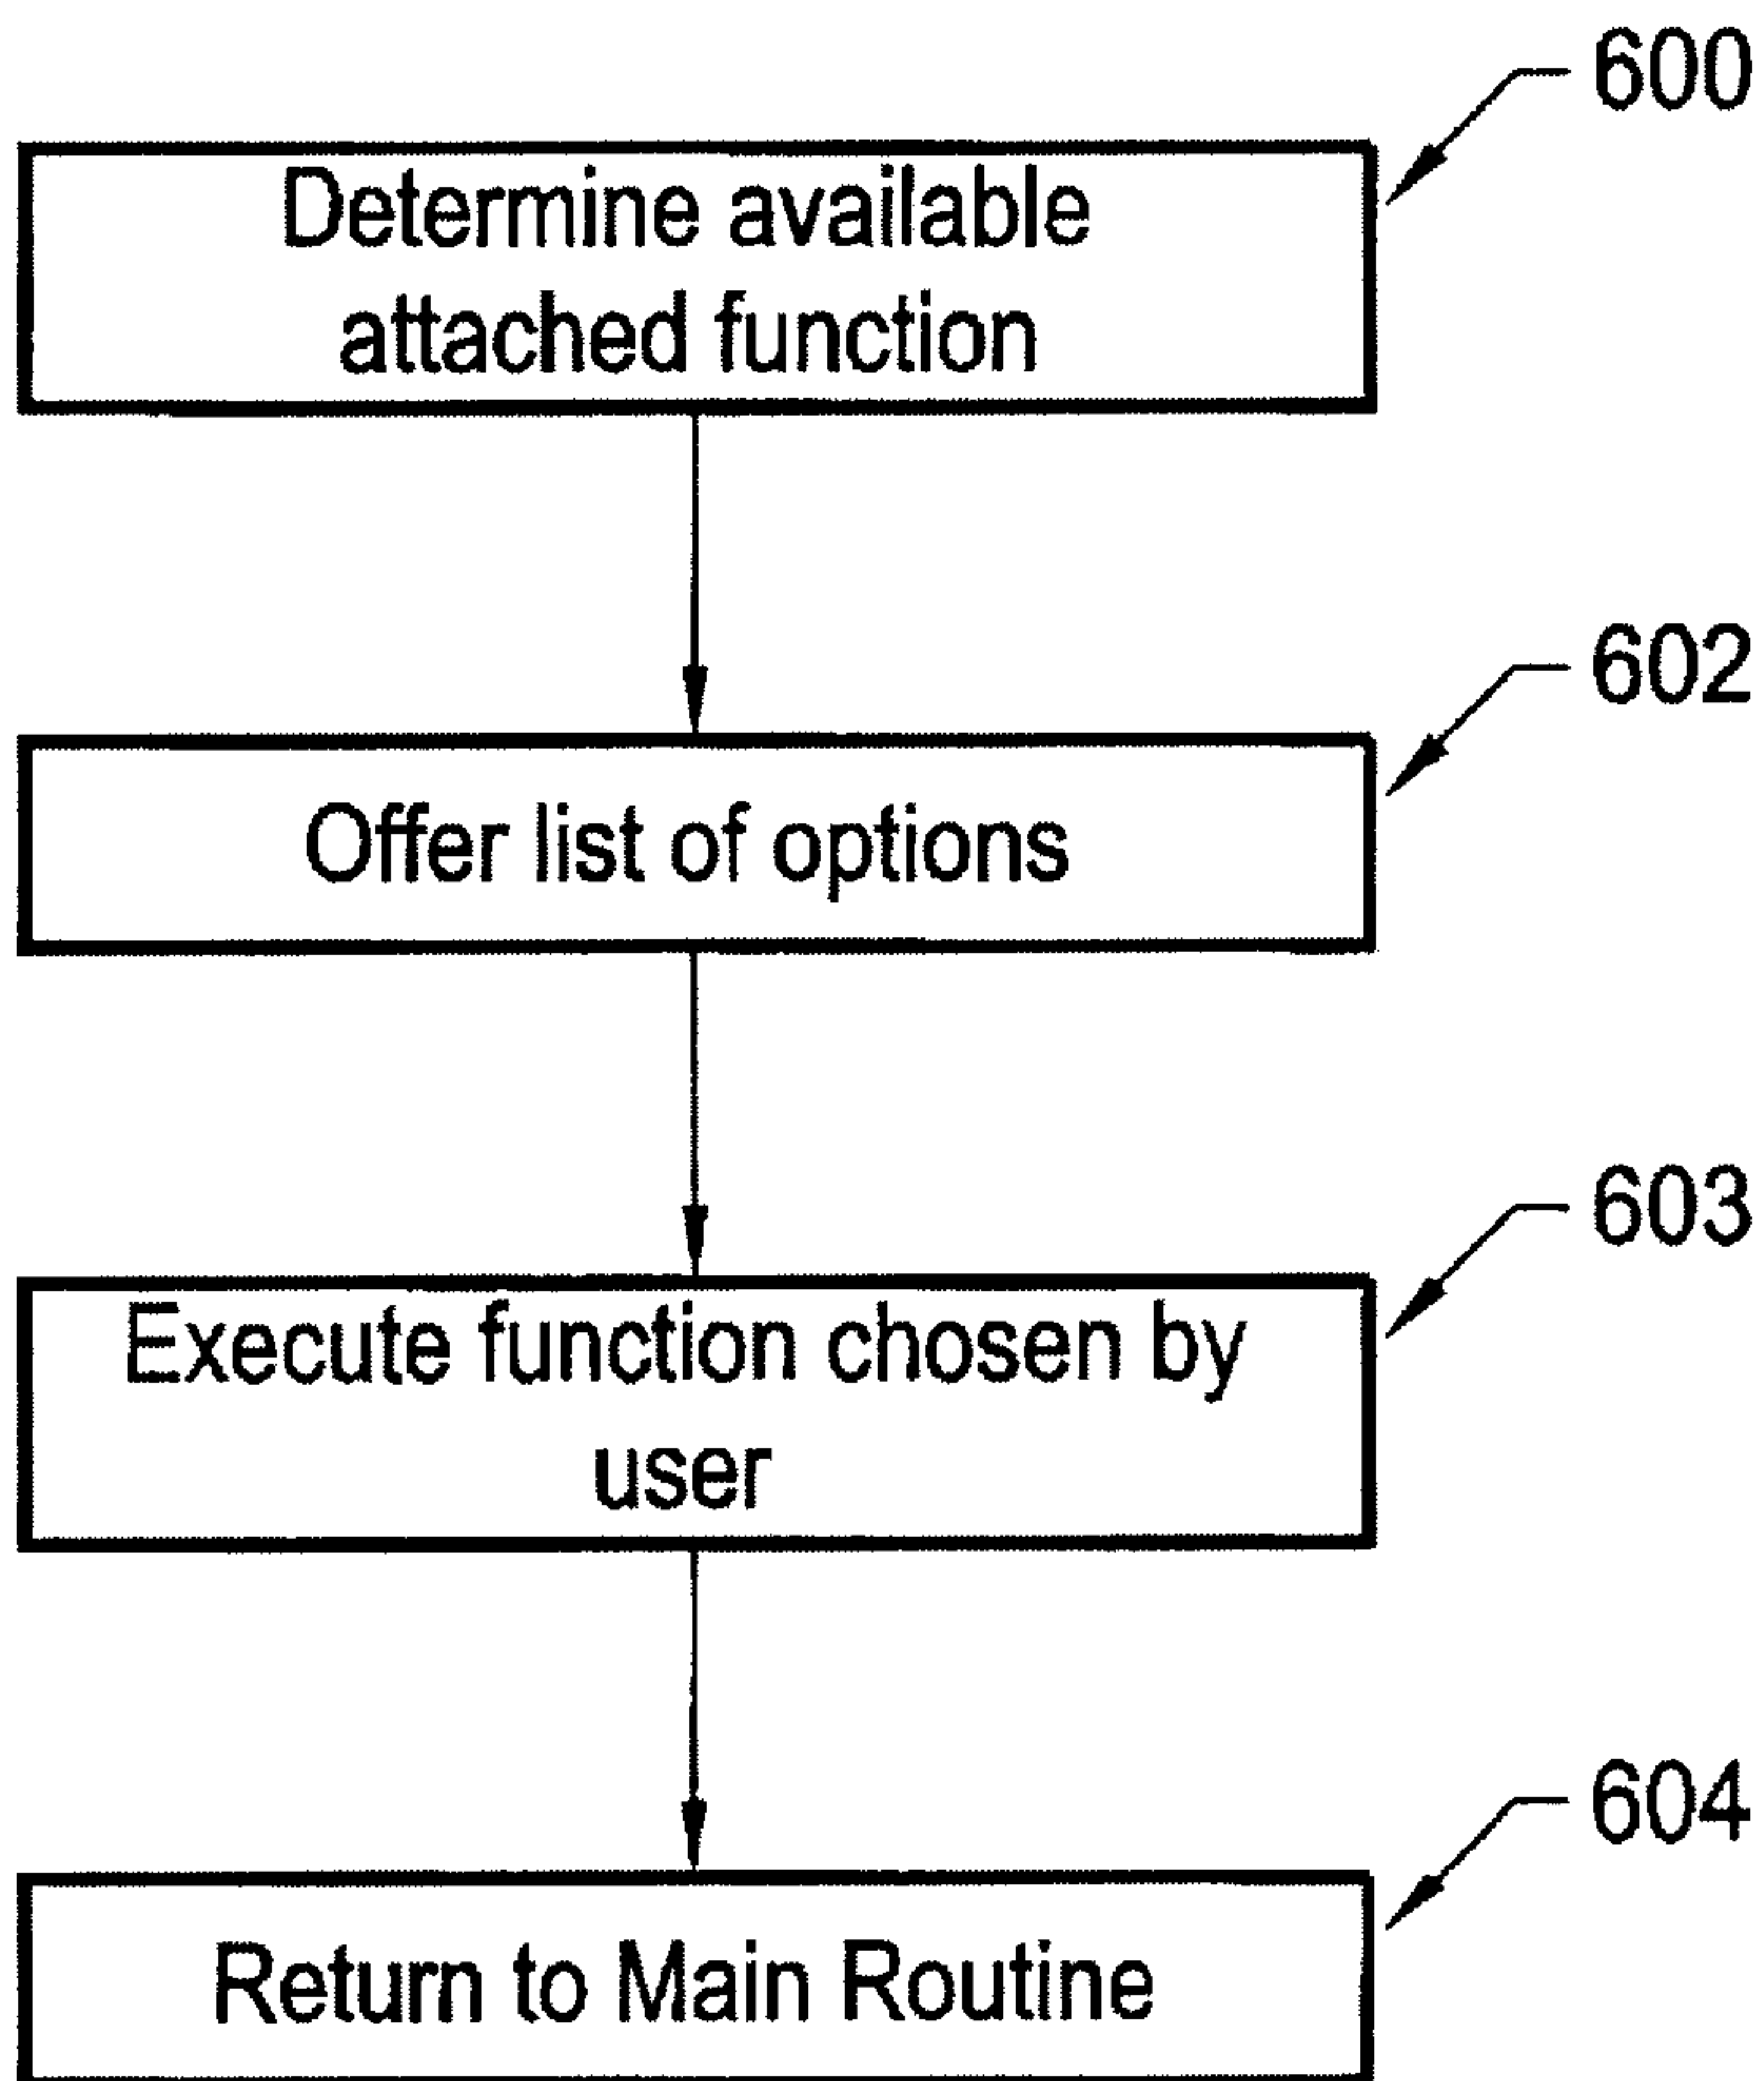 600
Determine available
attached function
602
Offer list of options
603
Execute function chosen by
user
604
Return to Main Routine